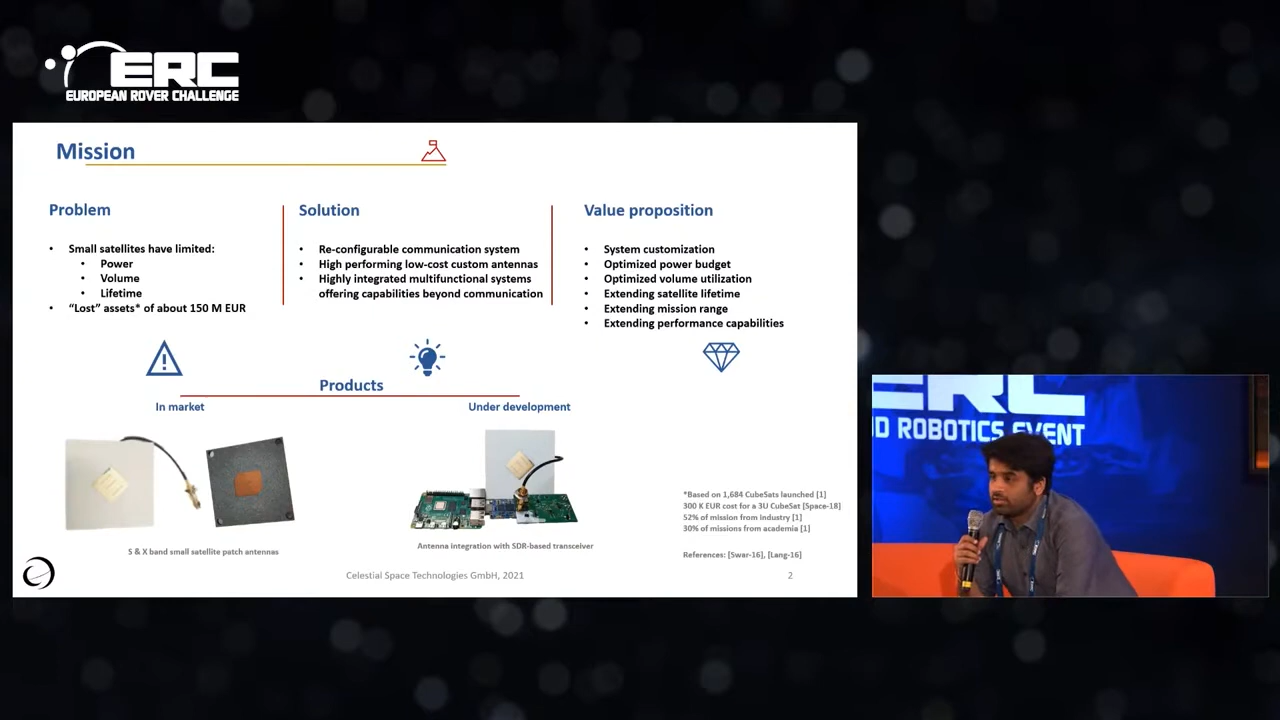 ERC
EUROPEAN ROVER CHALLENGE
Mission
Problem
• Small satellites have limited:
• Power
• Volume
• Lifetime
• “Lost” assets* of about 150 M EUR
Solution
• Re-configurable communication system
• High performing low-cost custom antennas
• Highly integrated multifunctional systems
offering capabilities beyond communication
Value proposition
• System customization
• Optimized power budget
• Optimized volume utilization
• Extending satellite lifetime
• Extending mission range
• Extending performance capabilities
Products
In market
Under development
S & X band small satellite patch antennas
Antenna integration with SDR-based transceiver
*Based on 1,684 CubeSats launched [1]
300 K EUR cost for a 3U CubeSat [Space-18]
52% of mission from industry [1]
30% of missions from academia [1]
References: [Swar-16], [Lang-16]
Celestial Space Technologies GmbH, 2021
2
ERC
D ROBOTICS EVENT